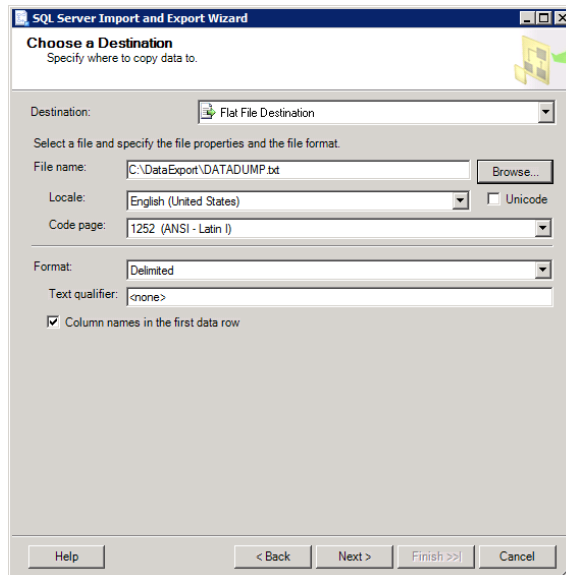 SQL Server Import and Export Wizard
Choose a Destination
Specify where to copy data to.
Destination: Flat File Destination
Select a file and specify the file properties and the file format.
File name: C:\DataExport\DATADUMP.txt Browse...
Locale: English (United States) Unicode
Code page: 1252 (ANSI - Latin I)
Format: Delimited
Text qualifier: <none>
Column names in the first data row
Help < Back Next > Finish >>| Cancel